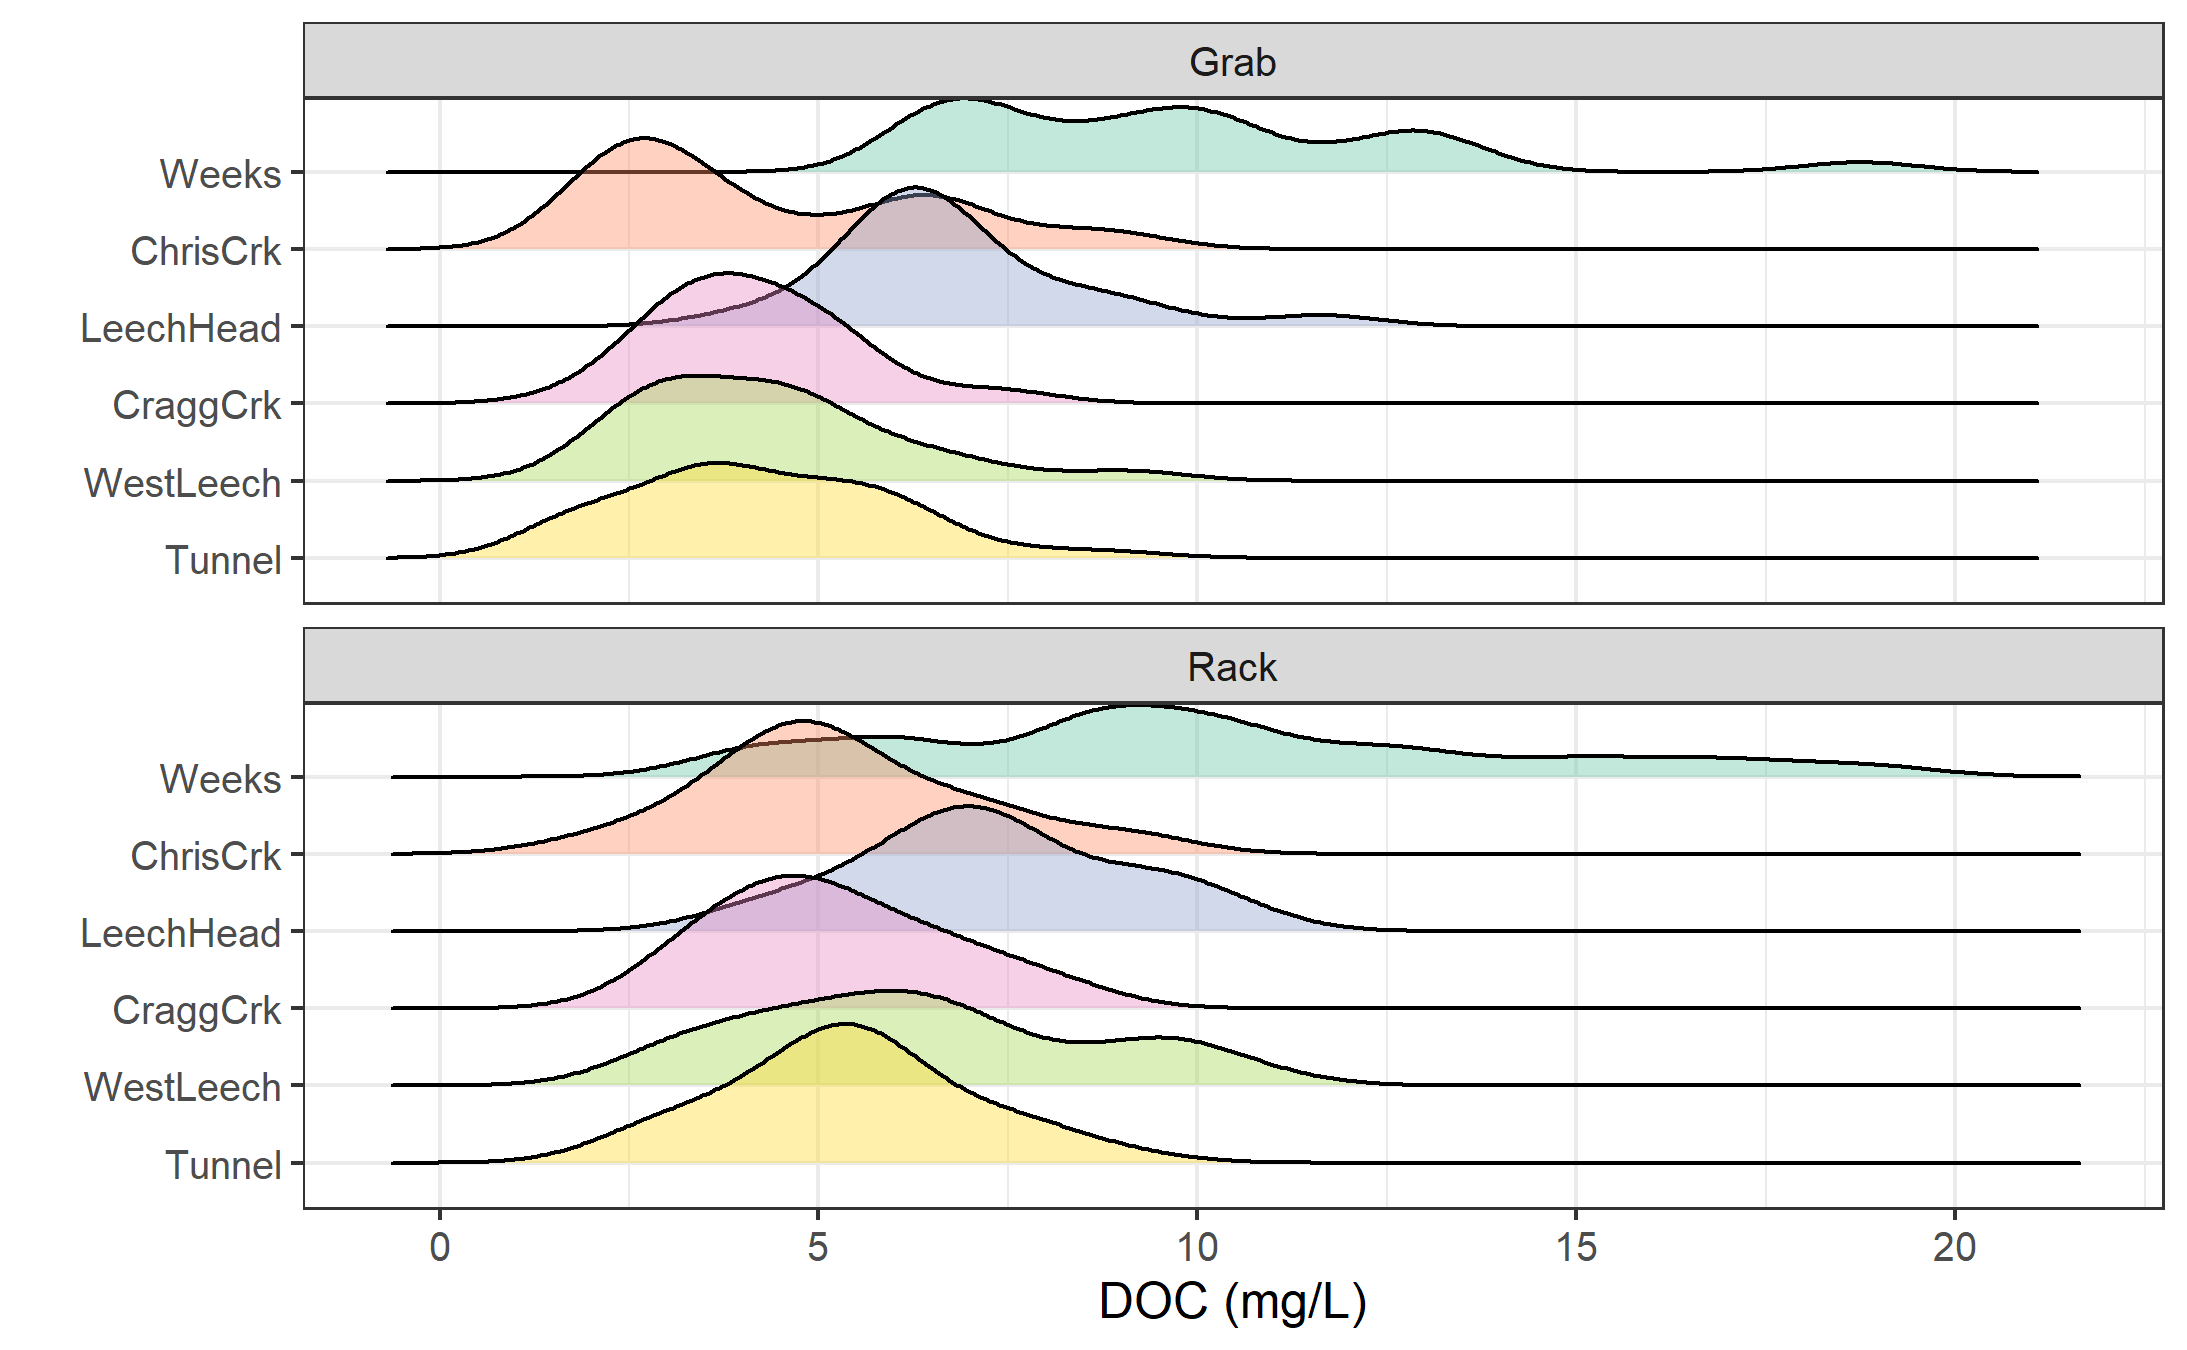 Grab
Weeks
ChrisCrk
LeechHead
CraggCrk
WestLeech
Tunnel
Rack
Weeks
ChrisCrk
LeechHead
CraggCrk
WestLeech
Tunnel
0 5 10 15 20
DOC (mg/L)